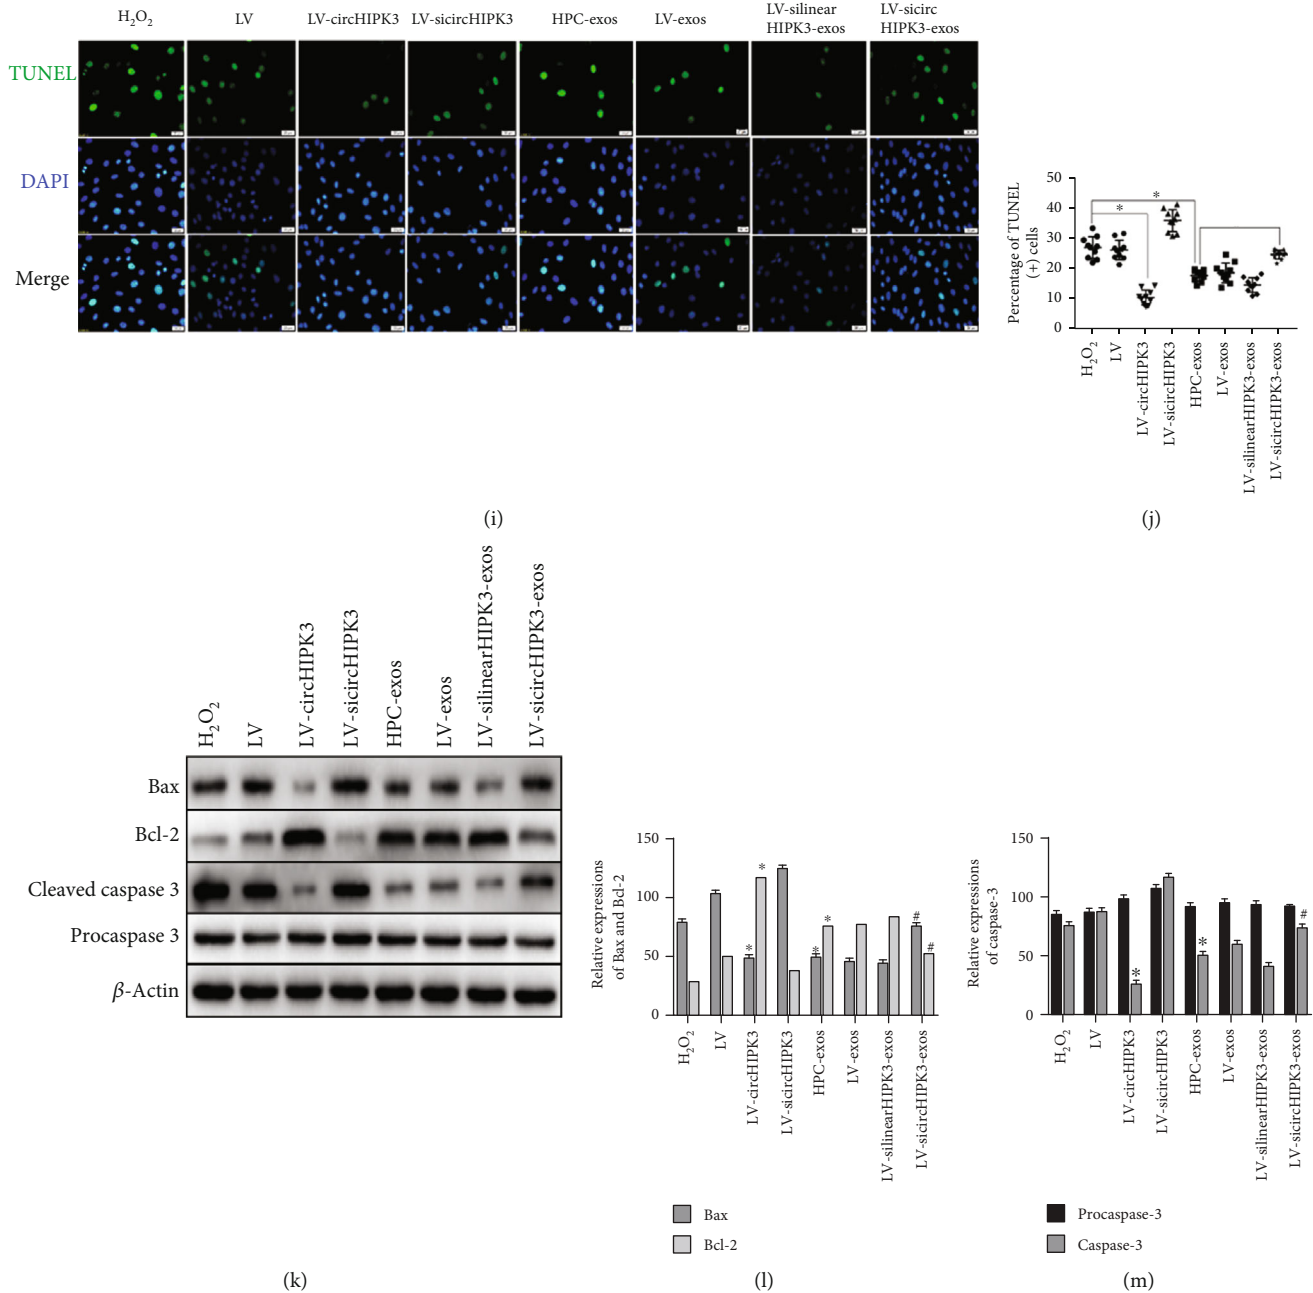 H₂O₂ LV LV-circHIPK3 LV-sicircHIPK3 HPC-exos LV-exos LV-silinear HIPK3-exos LV-sicirc HIPK3-exos
TUNEL
DAPI
Merge
(i)
Percentage of TUNEL
(+) cells
50
40
30
20
10
0
* *
H₂O₂
LV
LV-circHIPK3
LV-sicircHIPK3
HPC-exos
LV-exos
LV-silinearHIPK3-exos
LV-sicircHIPK3-exos
(j)
H₂O₂
LV
LV-circHIPK3
LV-sicircHIPK3
HPC-exos
LV-exos
LV-silinearHIPK3-exos
LV-sicircHIPK3-exos
Bax
Bcl-2
Cleaved caspase 3
Procaspase 3
β-Actin
(k)
Relative expressions
of Bax and Bcl-2
150
100
50
0
* * * * # #
H₂O₂
LV
LV-circHIPK3
LV-sicircHIPK3
HPC-exos
LV-exos
LV-silinearHIPK3-exos
LV-sicircHIPK3-exos
Bax
Bcl-2
(l)
Relative expressions
of caspase-3
150
100
50
0
* * #
H₂O₂
LV
LV-circHIPK3
LV-sicircHIPK3
HPC-exos
LV-exos
LV-silinearHIPK3-exos
LV-sicircHIPK3-exos
Procaspase-3
Caspase-3
(m)